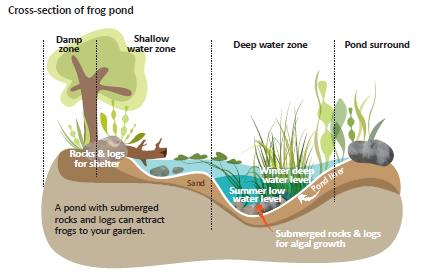 Cross-section of frog pond
Damp
zone
Shallow
water zone
Deep water zone
Pond surround
Rocks & logs
for shelter
Sand
Winter deep
water level
Summer low
water level
Pond liner
A pond with submerged
rocks and logs can attract
frogs to your garden.
Submerged rocks & logs
for algal growth